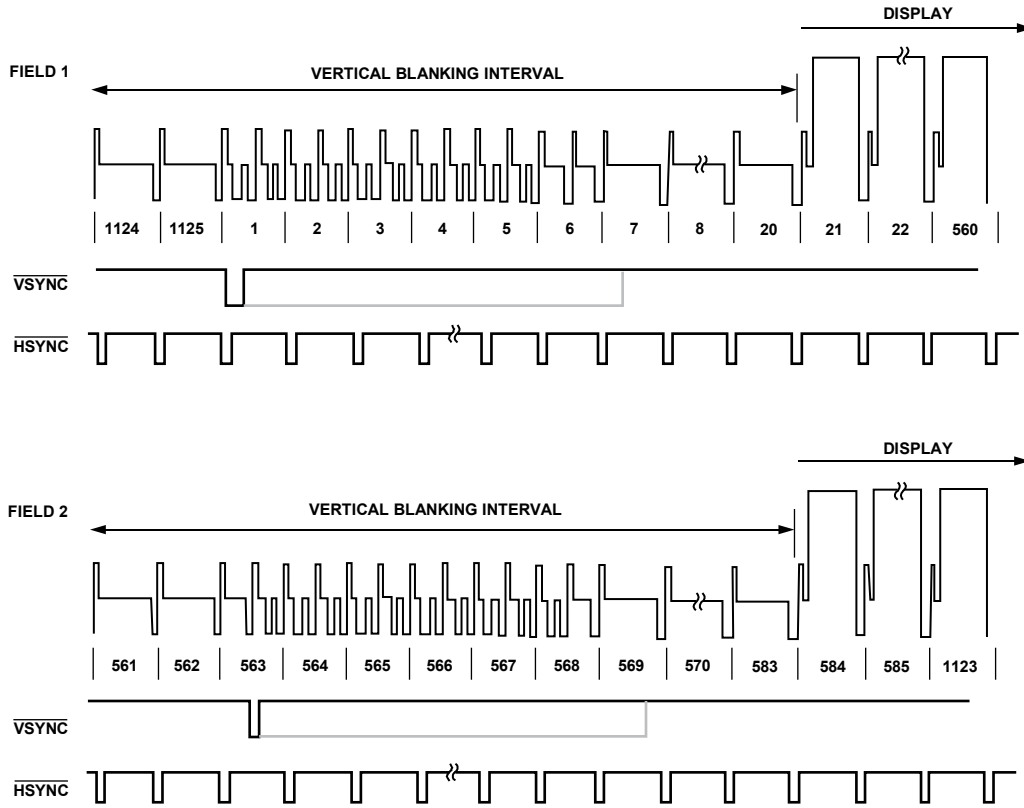 DISPLAY
FIELD 1
VERTICAL BLANKING INTERVAL
1124 1125 1 2 3 4 5 6 7 8 20 21 22 560
VSYNC
HSYNC
DISPLAY
FIELD 2
VERTICAL BLANKING INTERVAL
561 562 563 564 565 566 567 568 569 570 583 584 585 1123
VSYNC
HSYNC